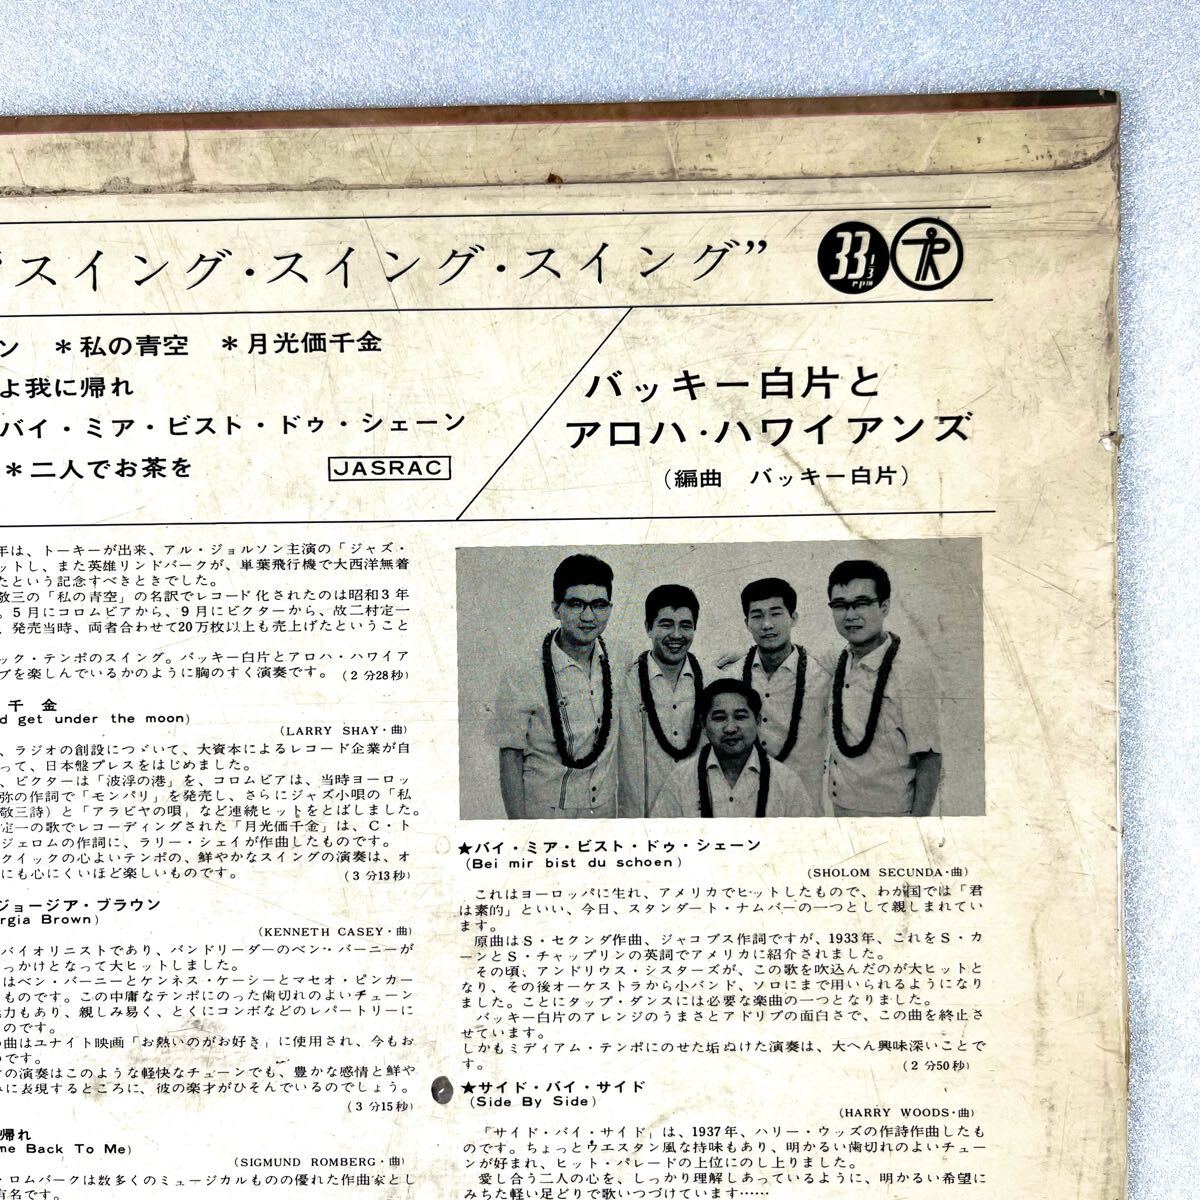 “スイング・スイング・スイング”
33 1/3 rpm
ン ＊私の青空 ＊月光価千金
よ我に帰れ
バイ・ミア・ビスト・ドゥ・シェーン
＊二人でお茶を
JASRAC
バッキー白片と
アロハ・ハワイアンズ
（編曲 バッキー白片）
年は、トーキーが出来、アル・ジョルソン主演の「ジャズ・
ットし、また英雄リンドバークが、単葉飛行機で大西洋無着
たという記念すべきときでした。
敬三の「私の青空」の名訳でレコード化されたのは昭和3年
。5月にコロムビアから、9月にビクターから、故二村定一
、発売当時、両者合わせて20万枚以上も売上げたということ
ック・テンポのスイング。バッキー白片とアロハ・ハワイア
ブを楽しんでいるかのように胸のすく演奏です。（2分28秒）
千金
d get under the moon)
(LARRY SHAY・曲)
、ラジオの創設につゞいて、大資本によるレコード企業が自
って、日本盤プレスをはじめました。
、ビクターは「波浮の港」を、コロムビアは、当時ヨーロッ
弥の作詞で「モンパリ」を発売し、さらにジャズ小唄の「私
敬三詩）と「アラビヤの唄」など連続ヒットをとばしました。
定一の歌でレコーディングされた「月光価千金」は、C・ト
ジェロムの作詞に、ラリー・シェイが作曲したものです。
クイックの心よいテンポの、鮮やかなスイングの演奏は、オ
にも心にくいほど楽しいものです。（3分13秒）
ジョージア・ブラウン
rgia Brown)
(KENNETH CASEY・曲)
バイオリニストであり、バンドリーダーのベン・バーニーが
っかけとなって大ヒットしました。
はベン・バーニーとケンネス・ケーシーとマセオ・ピンカー
ものです。この中庸なテンポにのった歯切れのよいチューン
力もあり、親しみ易く、とくにコンボなどのレパートリーに
のです。
の曲はユナイト映画「お熱いのがお好き」に使用され、今もお
のです。
の演奏はこのような軽快なチューンでも、豊かな感情と鮮や
みに表現するところに、彼の楽才がひそんでいるのでしょう。
（3分15秒）
帰れ
me Back To Me)
(SIGMUND ROMBERG・曲)
・ロムバークは数多くのミュージカルものの優れた作曲家とし
有名です。
★バイ・ミア・ビスト・ドゥ・シェーン
(Bei mir bist du schoen)
(SHOLOM SECUNDA・曲)
これはヨーロッパに生れ、アメリカでヒットしたもので、わが国では「君
は素的」といい、今日、スタンダート・ナムバーの一つとして親しまれてい
ます。
原曲はS・セクンダ作曲、ジャコブス作詞ですが、1933年、これをS・カ
ーンとS・チャップリンの英詞でアメリカに紹介されました。
その頃、アンドリウス・シスターズが、この歌を吹込んだのが大ヒットと
なり、その後オーケストラから小バンド、ソロにまで用いられるようになり
ました。ことにタップ・ダンスには必要な楽曲の一つとなりました。
バッキー白片のアレンジのうまさとアドリブの面白さで、この曲を終止さ
せています。
しかもミディアム・テンポにのせた垢ぬけた演奏は、大へん興味深いことで
す。（2分50秒）
★サイド・バイ・サイド
(Side By Side)
(HARRY WOODS・曲)
「サイド・バイ・サイド」は、1937年、ハリー・ウッズの作詩作曲したも
のです。ちょっとウエスタン風な持味もあり、明かるい歯切れのよいチュー
ンが好まれ、ヒット・パレードの上位にのし上りました。
愛し合う二人の心を、しっかり理解しあっているように、明かるい希望に
みちた軽い足どりで歌いつづけています……